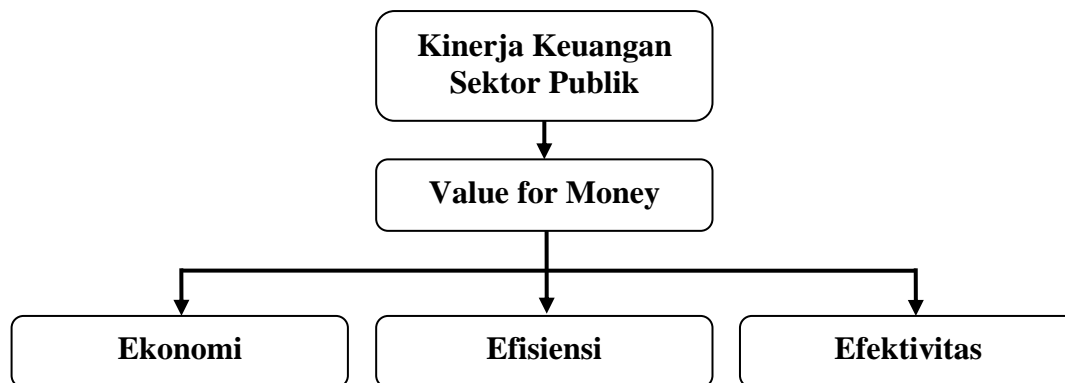 Kinerja Keuangan
Sektor Publik
Value for Money
Ekonomi
Efisiensi
Efektivitas